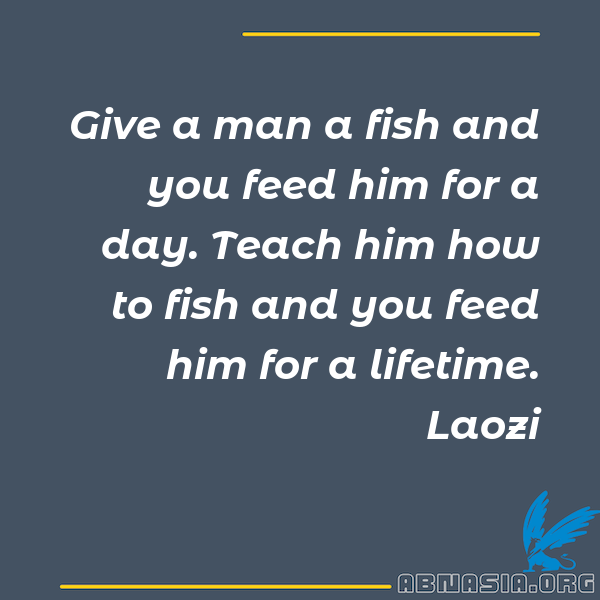 Give a man a fish and
you feed him for a
day. Teach him how
to fish and you feed
him for a lifetime.
Laozi
ABNASIA.ORG